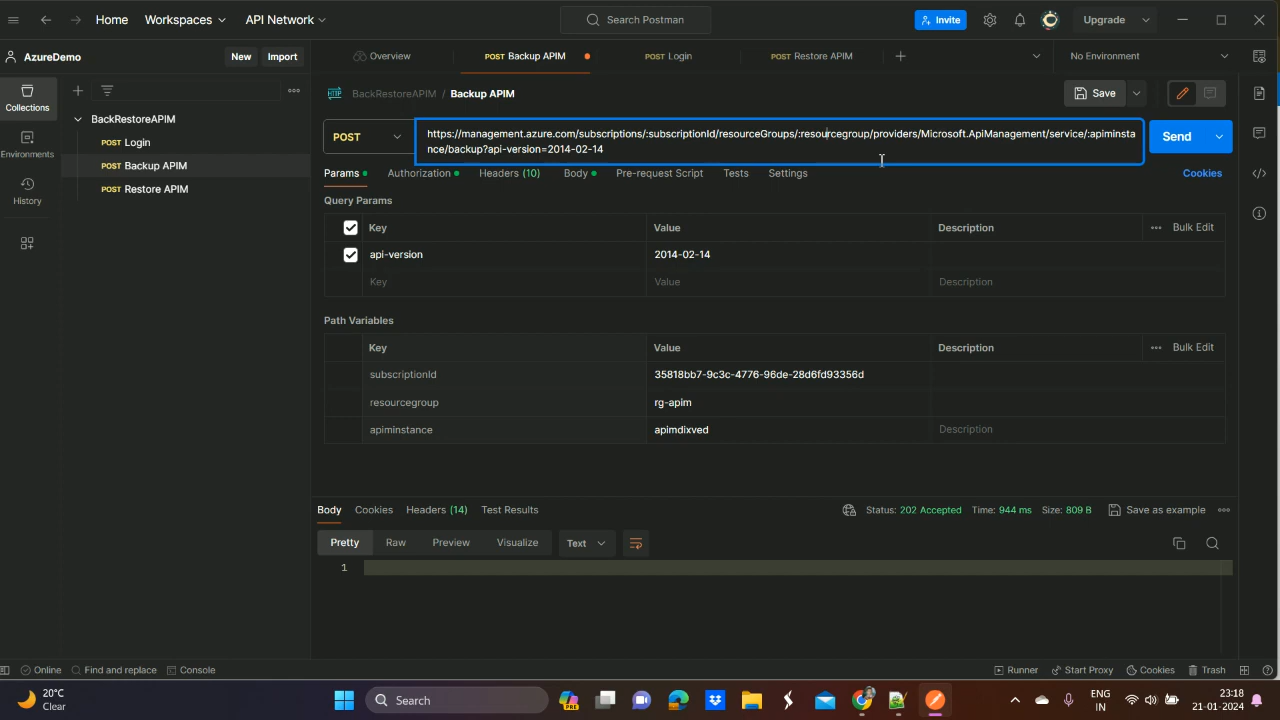 Home
Workspaces
API Network
Search Postman
Invite
Upgrade
AzureDemo
New
Import
Overview
POST Backup APIM
POST Login
POST Restore APIM
No Environment
Collections
Environments
History
BackRestoreAPIM
POST Login
POST Backup APIM
POST Restore APIM
HTTP BackRestoreAPIM / Backup APIM
Save
POST
https://management.azure.com/subscriptions/:subscriptionId/resourceGroups/:resourcegroup/providers/Microsoft.ApiManagement/service/:apiminsta
nce/backup?api-version=2014-02-14
Send
Params
Authorization
Headers (10)
Body
Pre-request Script
Tests
Settings
Cookies
Query Params
Key Value Description Bulk Edit
api-version 2014-02-14
Key Value Description
Path Variables
Key Value Description Bulk Edit
subscriptionId 35818bb7-9c3c-4776-96de-28d6fd93356d
resourcegroup rg-apim
apiminstance apimdixved Description
Body Cookies Headers (14) Test Results
Status: 202 Accepted Time: 944 ms Size: 809 B
Save as example
Pretty Raw Preview Visualize Text
1
Online
Find and replace
Console
Runner
Start Proxy
Cookies
Trash
20°C
Clear
Search
PRE
ENG
IN
23:18
21-01-2024